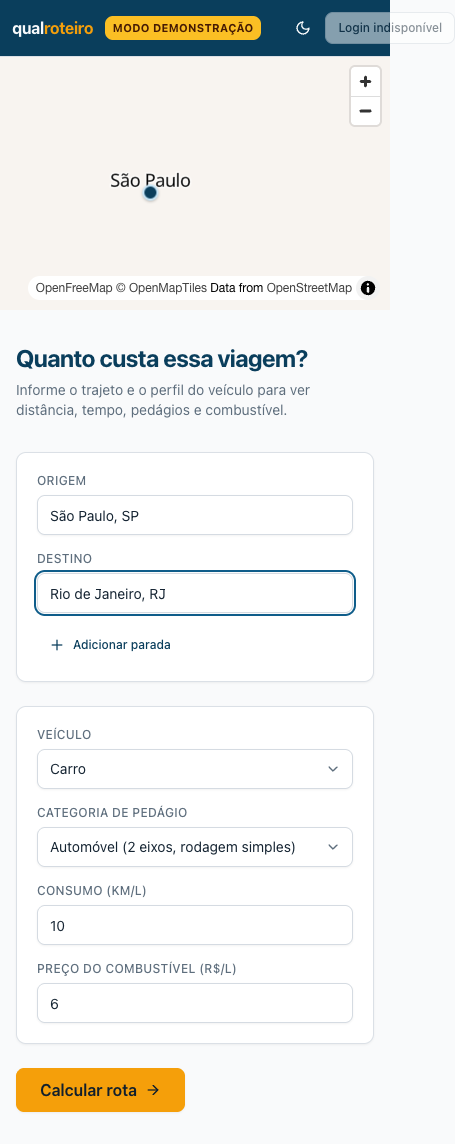 qualroteiro MODO DEMONSTRAÇÃO Login indisponível
São Paulo
OpenFreeMap © OpenMapTiles Data from OpenStreetMap
Quanto custa essa viagem?
Informe o trajeto e o perfil do veículo para ver
distância, tempo, pedágios e combustível.
ORIGEM
São Paulo, SP
DESTINO
Rio de Janeiro, RJ
Adicionar parada
VEÍCULO
Carro
CATEGORIA DE PEDÁGIO
Automóvel (2 eixos, rodagem simples)
CONSUMO (KM/L)
10
PREÇO DO COMBUSTÍVEL (R$/L)
6
Calcular rota